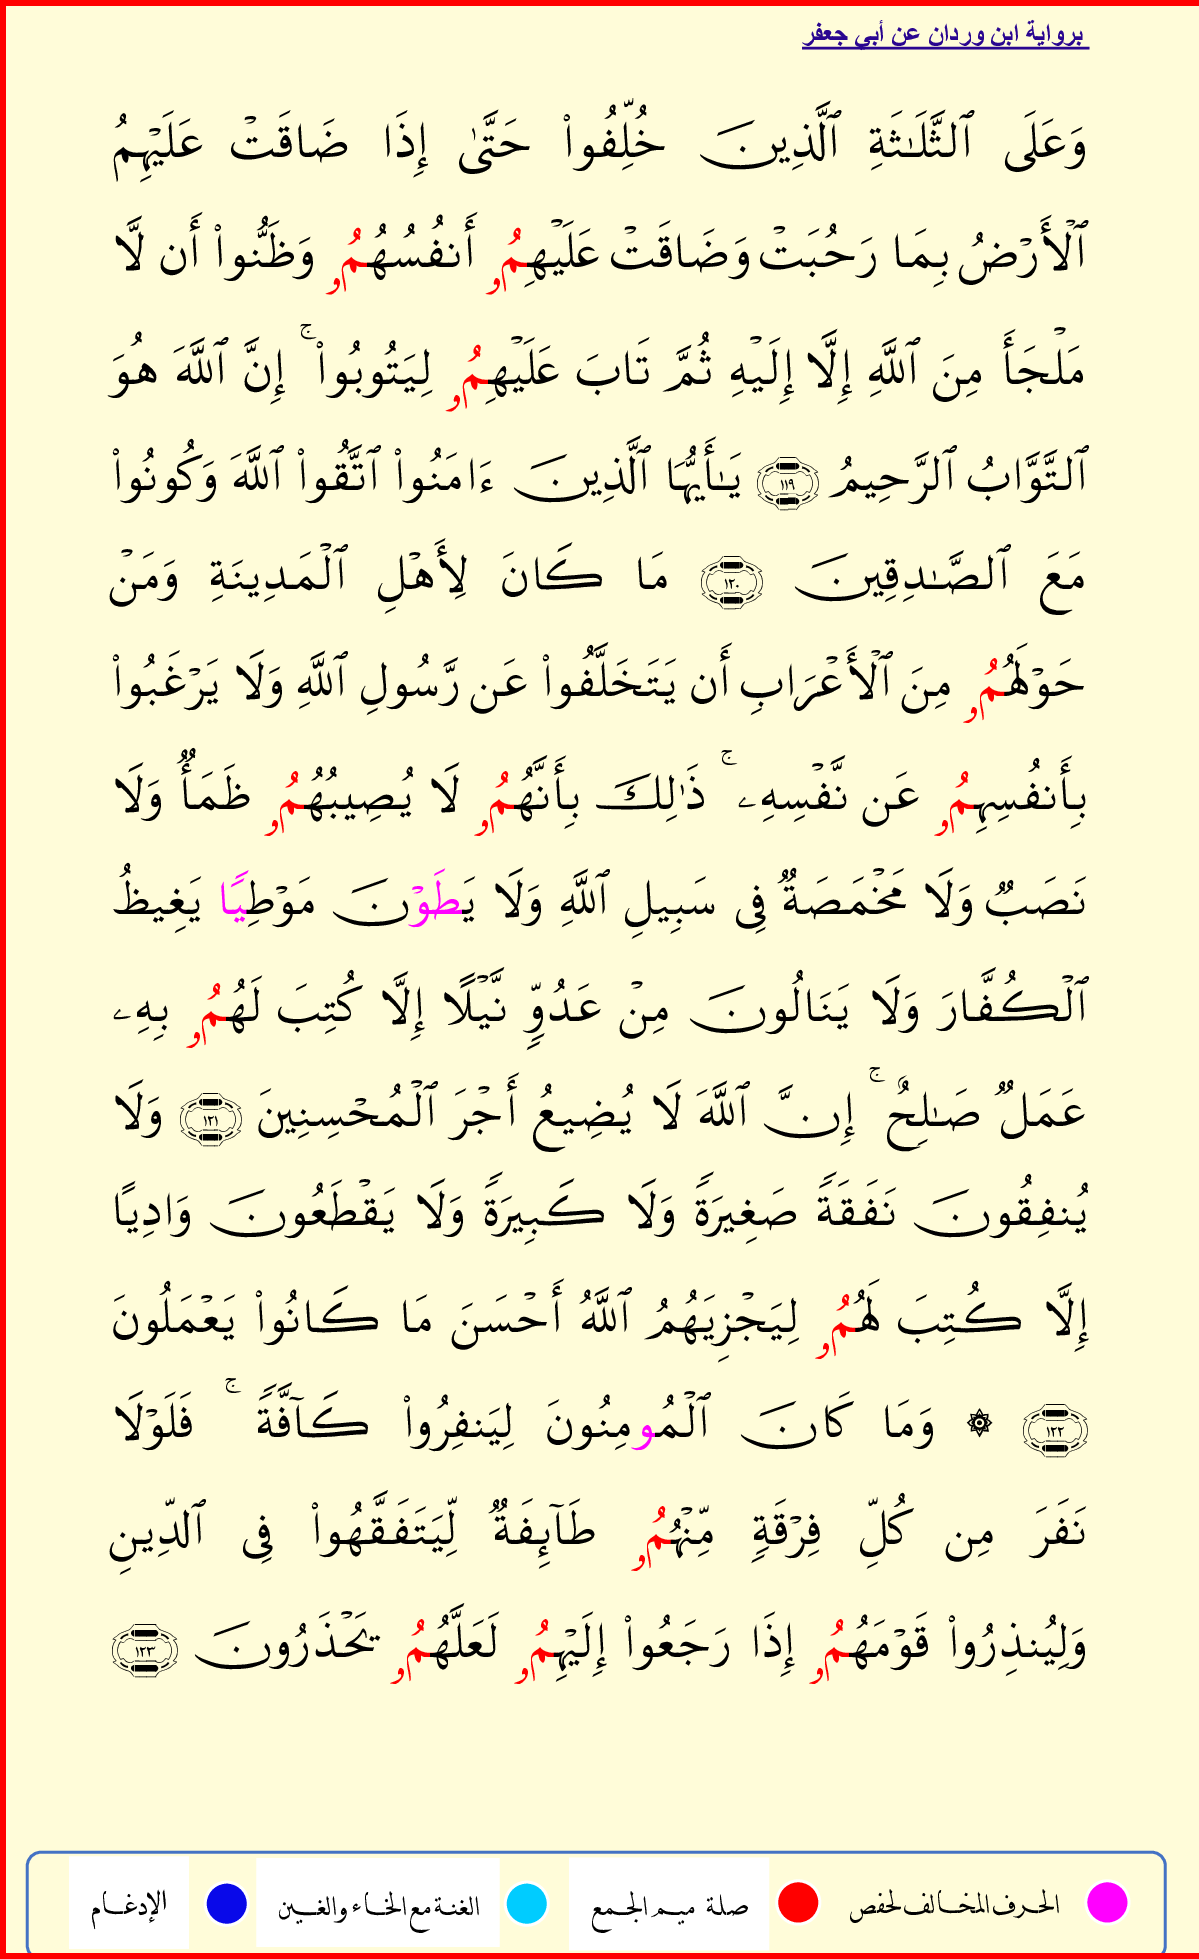 برواية ابن وردان عن أبي جعفر
وَعَلَى ٱلثَّلَٰثَةِ ٱلَّذِينَ خُلِّفُوا۟ حَتَّىٰ إِذَا ضَاقَتْ عَلَيْهِمُ
ٱلْأَرْضُ بِمَا رَحُبَتْ وَضَاقَتْ عَلَيْهِمُۥ أَنفُسُهُمُۥ وَظَنُّوا۟ أَن لَّا
مَلْجَأَ مِنَ ٱللَّهِ إِلَّا إِلَيْهِ ثُمَّ تَابَ عَلَيْهِمُۥ لِيَتُوبُوا۟ ۚ إِنَّ ٱللَّهَ هُوَ
ٱلتَّوَّابُ ٱلرَّحِيمُ ١١٩ يَٰأَيُّهَا ٱلَّذِينَ ءَامَنُوا۟ ٱتَّقُوا۟ ٱللَّهَ وَكُونُوا۟
مَعَ ٱلصَّٰدِقِينَ ١٢٠ مَا كَانَ لِأَهْلِ ٱلْمَدِينَةِ وَمَنْ
حَوْلَهُمُۥ مِنَ ٱلْأَعْرَابِ أَن يَتَخَلَّفُوا۟ عَن رَّسُولِ ٱللَّهِ وَلَا يَرْغَبُوا۟
بِأَنفُسِهِمُۥ عَن نَّفْسِهِۦ ۚ ذَٰلِكَ بِأَنَّهُمُۥ لَا يُصِيبُهُمُۥ ظَمَأٌ وَلَا
نَصَبٌ وَلَا مَخْمَصَةٌ فِى سَبِيلِ ٱللَّهِ وَلَا يَطَوْنَ مَوْطِيًا يَغِيظُ
ٱلْكُفَّارَ وَلَا يَنَالُونَ مِنْ عَدُوٍّ نَّيْلًا إِلَّا كُتِبَ لَهُمُۥ بِهِۦ
عَمَلٌ صَٰلِحٌ ۚ إِنَّ ٱللَّهَ لَا يُضِيعُ أَجْرَ ٱلْمُحْسِنِينَ ١٢١ وَلَا
يُنفِقُونَ نَفَقَةً صَغِيرَةً وَلَا كَبِيرَةً وَلَا يَقْطَعُونَ وَادِيًا
إِلَّا كُتِبَ لَهُمُۥ لِيَجْزِيَهُمُ ٱللَّهُ أَحْسَنَ مَا كَانُوا۟ يَعْمَلُونَ
١٢٢ ۞ وَمَا كَانَ ٱلْمُومِنُونَ لِيَنفِرُوا۟ كَآفَّةً ۚ فَلَوْلَا
نَفَرَ مِن كُلِّ فِرْقَةٍ مِّنْهُمُۥ طَآئِفَةٌ لِّيَتَفَقَّهُوا۟ فِى ٱلدِّينِ
وَلِيُنذِرُوا۟ قَوْمَهُمُۥ إِذَا رَجَعُوا۟ إِلَيْهِمُۥ لَعَلَّهُمُۥ يَحْذَرُونَ ١٢٣
الحرف المخالف لحفص صلة ميم الجمع الغنة مع الخاء والغين الإدغام